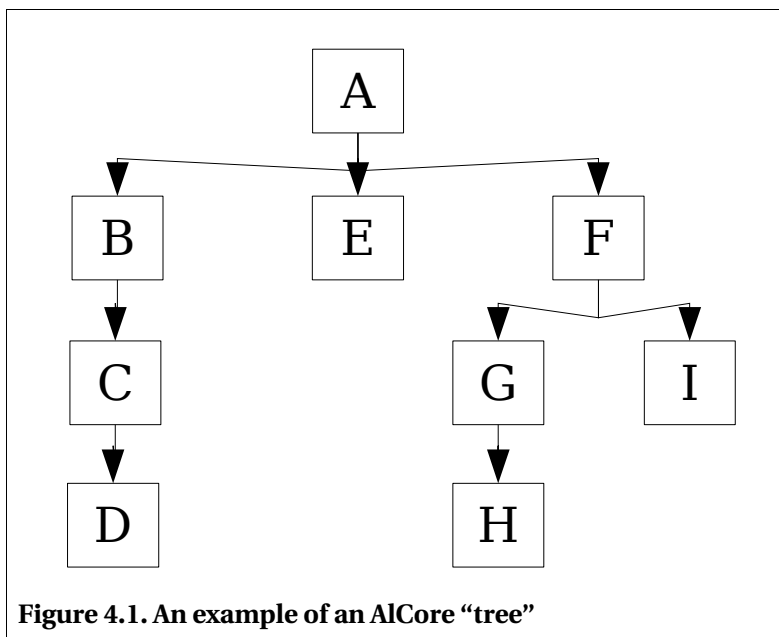 A
B E F
C G I
D H
Figure 4.1. An example of an AlCore “tree”